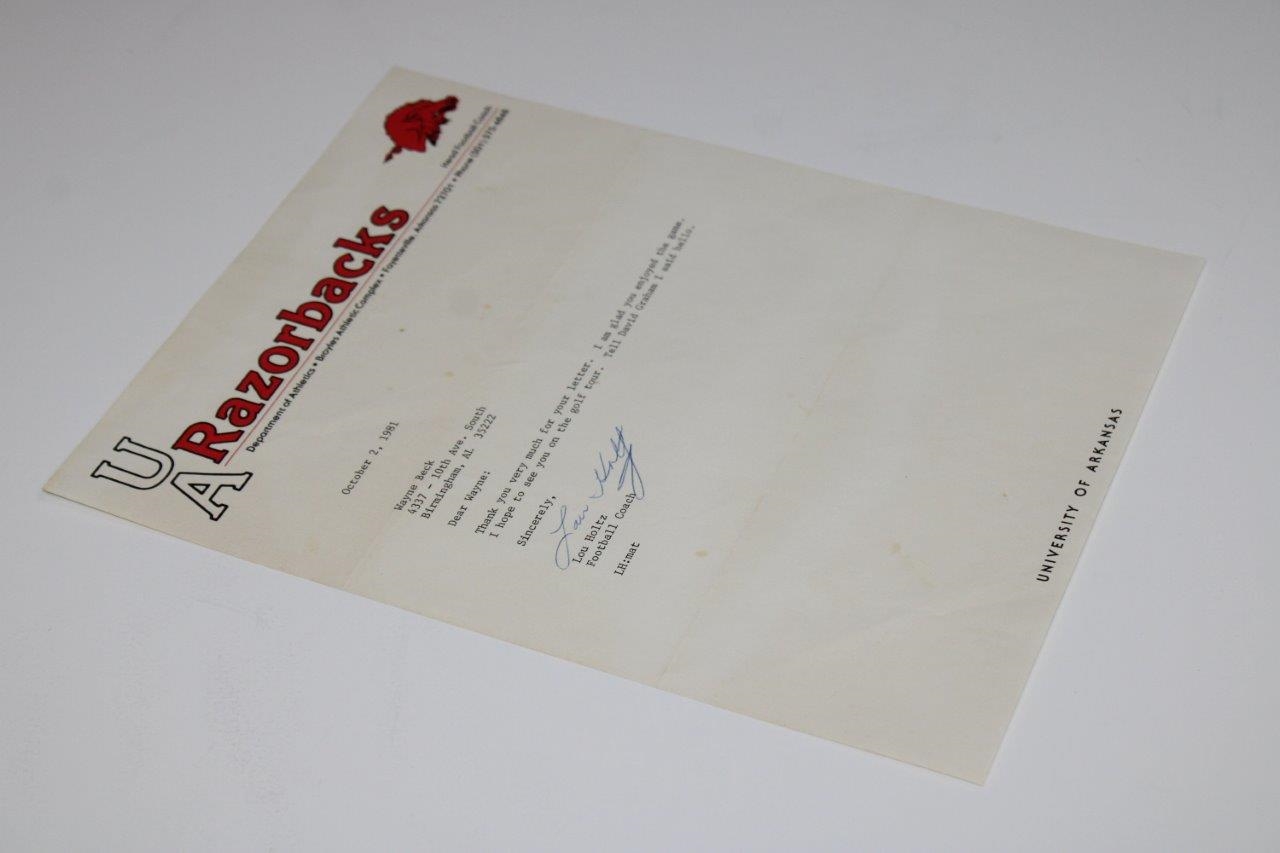 UA Razorbacks
Head Football Coach
Department of Athletics • Broyles Athletic Complex • Fayetteville, Arkansas 72701 • Phone (501) 575-4648
October 2, 1981
Wayne Beck
4337 - 10th Ave. South
Birmingham, AL 35222
Dear Wayne:
Thank you very much for your letter. I am glad you enjoyed the game.
I hope to see you on the golf tour. Tell David Graham I said hello.
Sincerely,
Lou Holtz
Lou Holtz
Football Coach
LH:mat
UNIVERSITY OF ARKANSAS